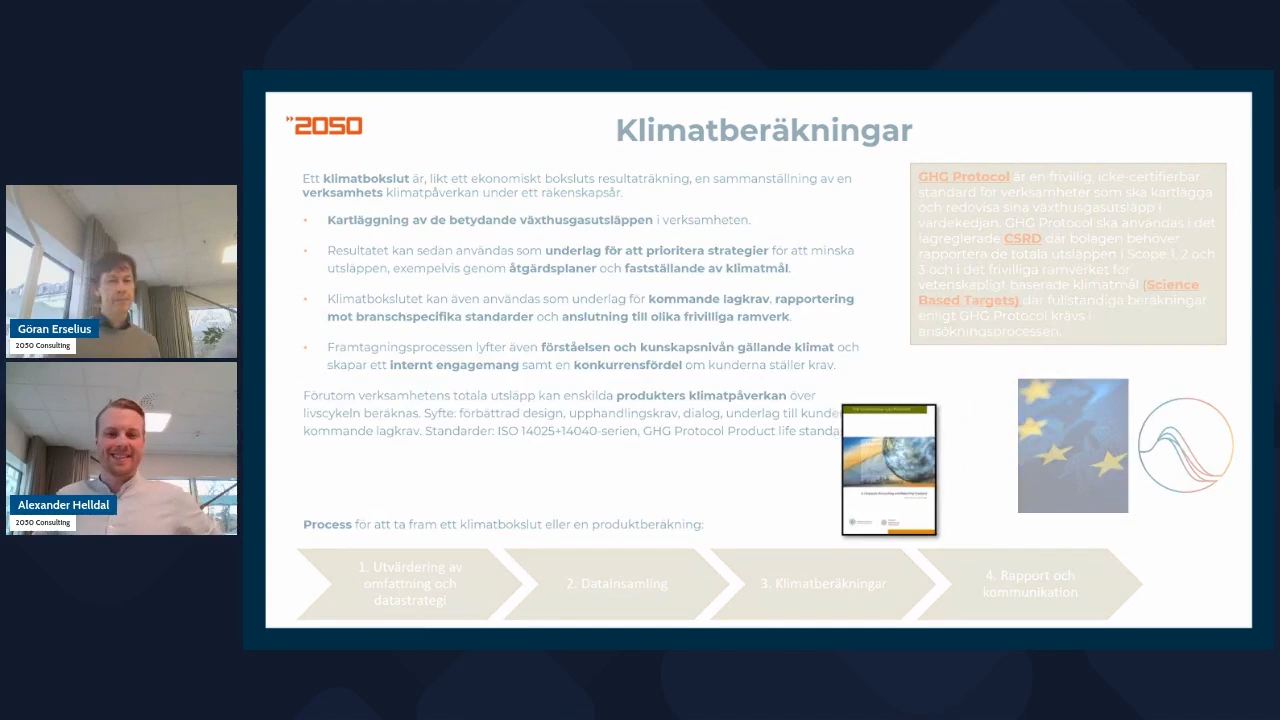 2050
Klimatberäkningar
Ett klimatbokslut är, likt ett ekonomiskt boksluts resultaträkning, en sammanställning av en
verksamhets klimatpåverkan under ett räkenskapsår.
• Kartläggning av de betydande växthusgasutsläppen i verksamheten.
• Resultatet kan sedan användas som underlag för att prioritera strategier för att minska
utsläppen, exempelvis genom åtgärdsplaner och fastställande av klimatmål.
• Klimatbokslutet kan även användas som underlag för kommande lagkrav, rapportering
mot branschspecifika standarder och anslutning till olika frivilliga ramverk.
• Framtagningsprocessen lyfter även förståelsen och kunskapsnivån gällande klimat och
skapar ett internt engagemang samt en konkurrensfördel om kunderna ställer krav.
Förutom verksamhetens totala utsläpp kan enskilda produkters klimatpåverkan över
livscykeln beräknas. Syfte: förbättrad design, upphandlingskrav, dialog, underlag till kunde
kommande lagkrav. Standarder: ISO 14025+14040-serien, GHG Protocol Product life standa
GHG Protocol är en frivillig, icke-certifierbar
standard för verksamheter som ska kartlägga
och redovisa sina växthusgasutsläpp i
värdekedjan. GHG Protocol ska användas i det
lagreglerade CSRD där bolagen behöver
rapportera de totala utsläppen i Scope 1, 2 och
3 och i det frivilliga ramverket för
vetenskapligt baserade klimatmål (Science
Based Targets) där fullständiga beräkningar
enligt GHG Protocol krävs i
ansökningsprocessen.
Process för att ta fram ett klimatbokslut eller en produktberäkning:
1. Utvärdering av
omfattning och
datastrategi
2. Datainsamling
3. Klimatberäkningar
4. Rapport och
kommunikation
Göran Erselius
2050 Consulting
Alexander Helldal
2050 Consulting